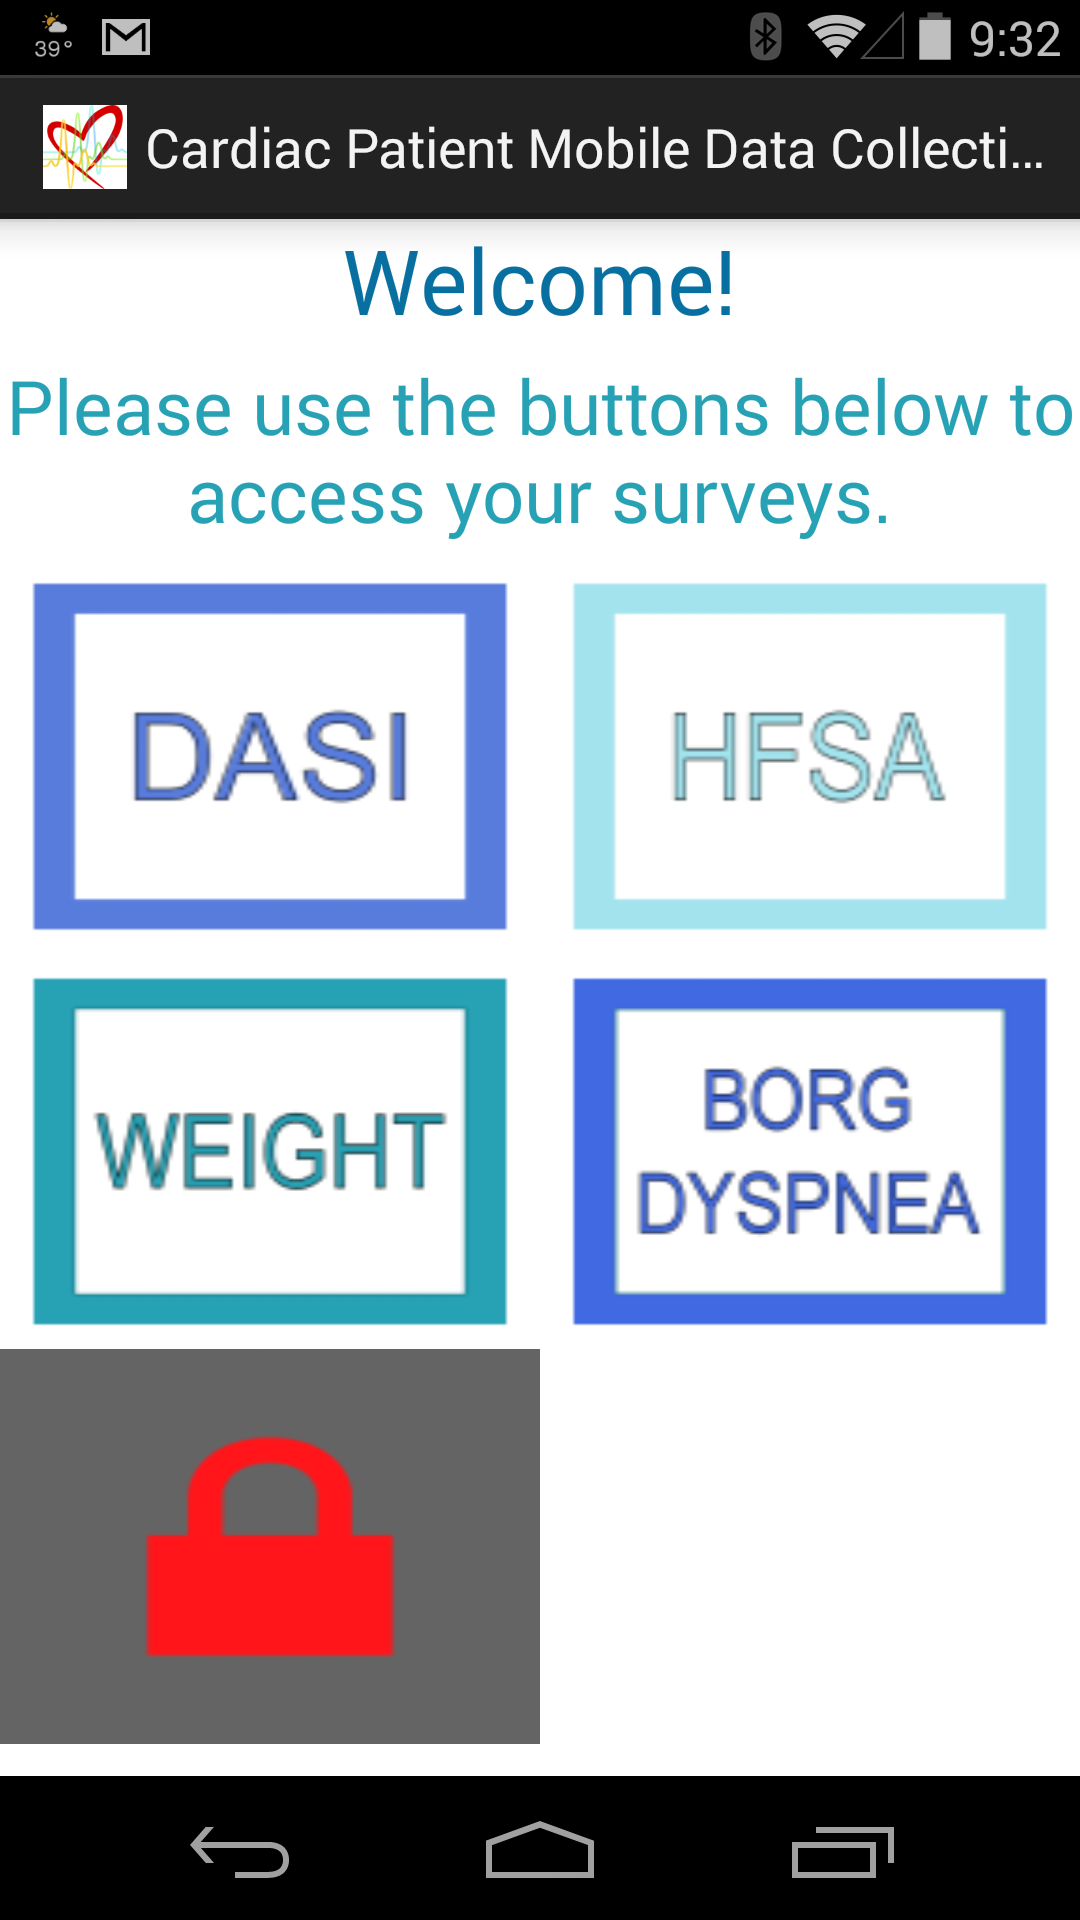 39°
9:32
Cardiac Patient Mobile Data Collecti...
Welcome!
Please use the buttons below to
access your surveys.
DASI
HFSA
WEIGHT
BORG
DYSPNEA